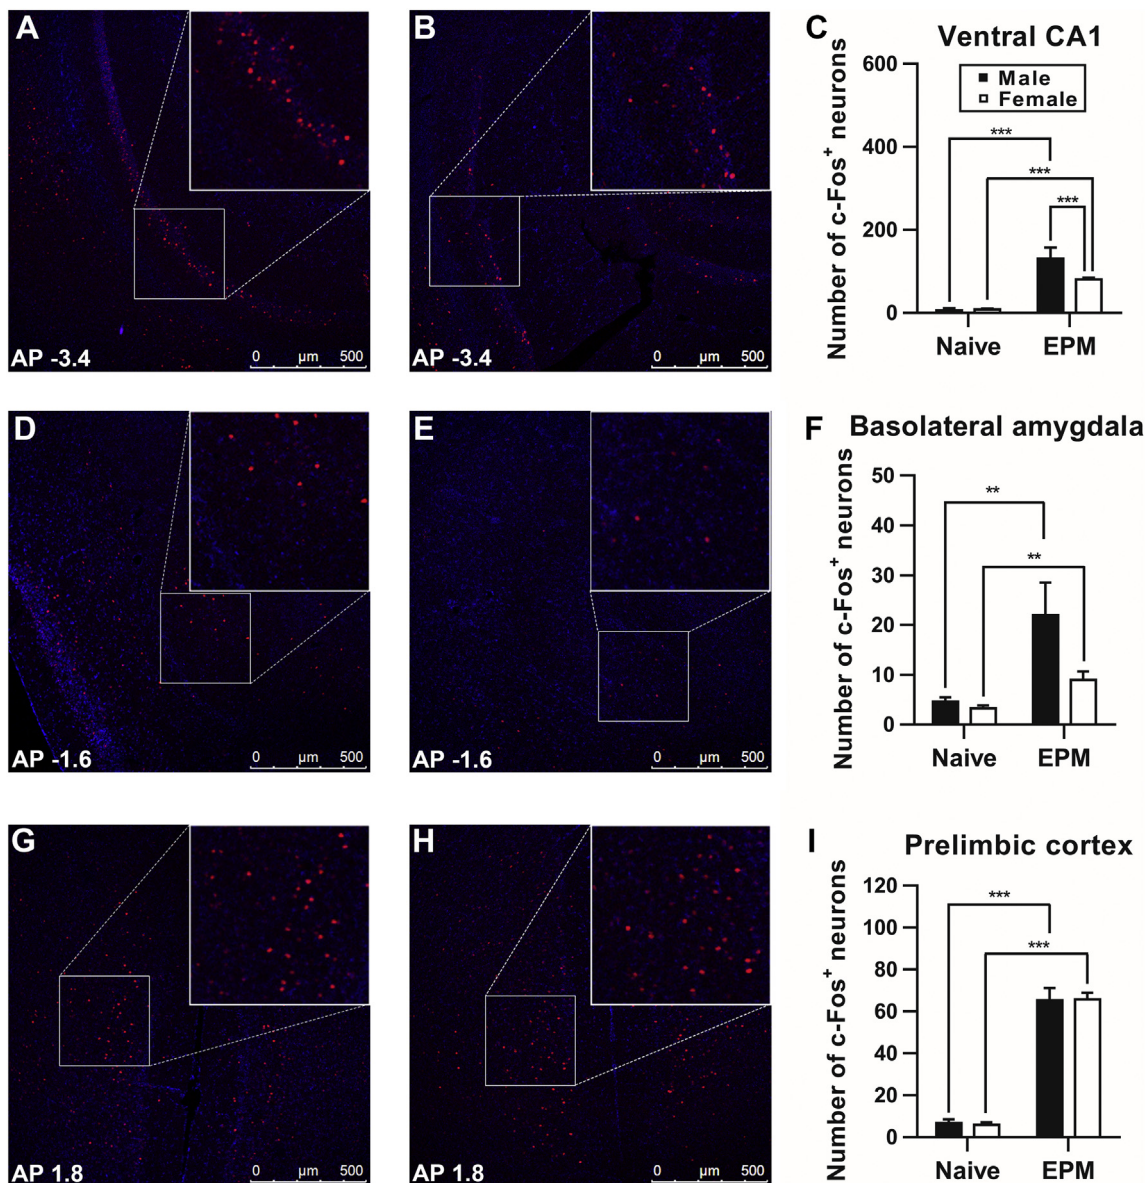 A
AP -3.4
0 µm 500
B
AP -3.4
0 µm 500
C
Ventral CA1
Number of c-Fos+ neurons
600
400
200
0
Male
Female
***
***
***
Naive
EPM
D
AP -1.6
0 µm 500
E
AP -1.6
0 µm 500
F
Basolateral amygdala
Number of c-Fos+ neurons
50
40
30
20
10
0
**
**
Naive
EPM
G
AP 1.8
0 µm 500
H
AP 1.8
0 µm 500
I
Prelimbic cortex
Number of c-Fos+ neurons
120
100
80
60
40
20
0
***
***
Naive
EPM